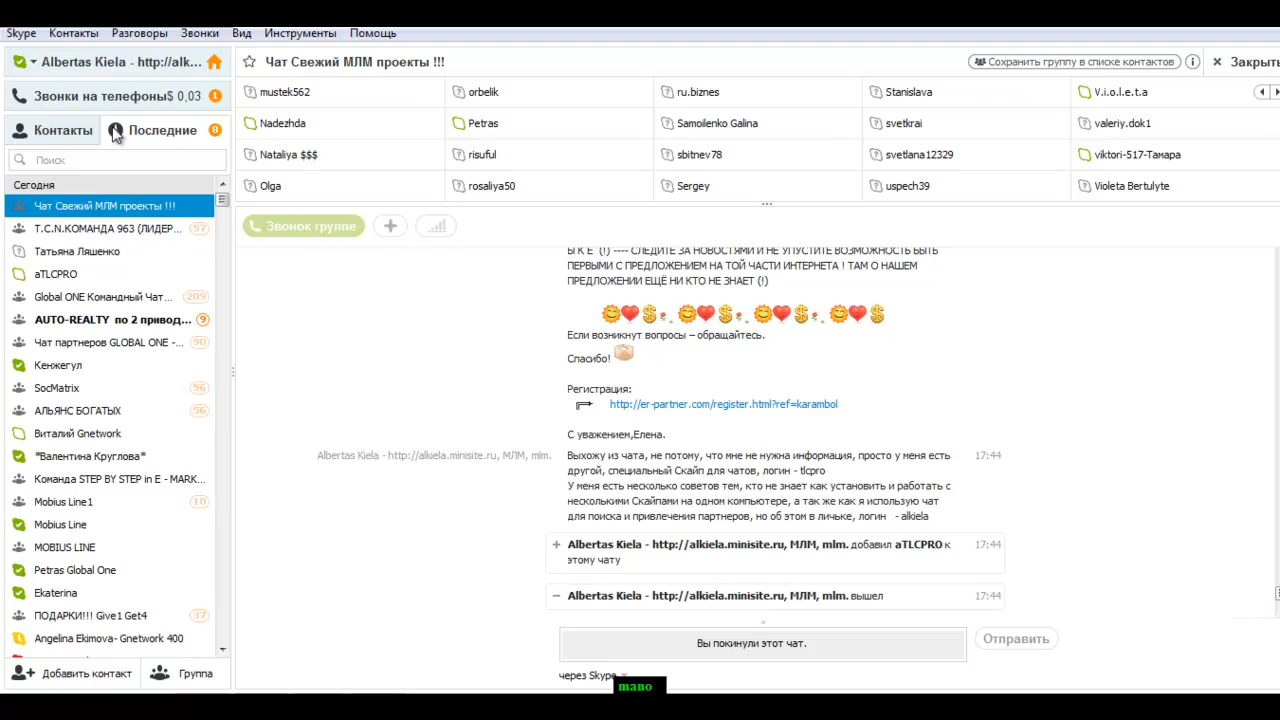 Skype Контакты Разговоры Звонки Вид Инструменты Помощь
Albertas Kiela - http://alk...
Звонки на телефоны $ 0,03 1
Контакты Последние 8
Поиск
Сегодня
Чат Свежий МЛМ проекты !!!
T.C.N.КОМАНДА 963 (ЛИДЕР... 57
Татьяна Ляшенко
aTLCPRO
Global ONE Командный Чат... 209
AUTO-REALTY по 2 привод... 9
Чат партнеров GLOBAL ONE -... 90
Кенжегул
SocMatrix 56
АЛЬЯНС БОГАТЫХ 56
Виталий Gnetwork
*Валентина Круглова*
Команда STEP BY STEP in E - MARK...
Mobius Line1 10
Mobius Line
MOBIUS LINE
Petras Global One
Ekaterina
ПОДАРКИ!!! Give1 Get4 37
Angelina Ekimova- Gnetwork 400
Добавить контакт Группа
Чат Свежий МЛМ проекты !!! Сохранить группу в списке контактов Закрыть
mustek562 orbelik ru.biznes Stanislava V.i.o.l.e.t.a
Nadezhda Petras Samoilenko Galina svetkrai valeriy.dok1
Nataliya $$$ risuful sbitnev78 svetlana12329 viktori-517-Тамара
Olga rosaliya50 Sergey uspech39 Violeta Bertulyte
Звонок группе
Ы К Е (!) ---- СЛЕДИТЕ ЗА НОВОСТЯМИ И НЕ УПУСТИТЕ ВОЗМОЖНОСТЬ БЫТЬ
ПЕРВЫМИ С ПРЕДЛОЖЕНИЕМ НА ТОЙ ЧАСТИ ИНТЕРНЕТА ! ТАМ О НАШЕМ
ПРЕДЛОЖЕНИИ ЕЩЁ НИ КТО НЕ ЗНАЕТ (!)
Если возникнут вопросы – обращайтесь.
Спасибо!
Регистрация:
http://er-partner.com/register.html?ref=karambol
С уважением,Елена.
Albertas Kiela - http://alkiela.minisite.ru, МЛМ, mlm. Выхожу из чата, не потому, что мне не нужна информация, просто у меня есть 17:44
другой, специальный Скайп для чатов, логин - tlcpro
У меня есть несколько советов тем, кто не знает как установить и работать с
несколькими Скайпами на одном компьютере, а так же как я использую чат
для поиска и привлечения партнеров, но об этом в личьке, логин - alkiela
Albertas Kiela - http://alkiela.minisite.ru, МЛМ, mlm. добавил aTLCPRO к 17:44
этому чату
Albertas Kiela - http://alkiela.minisite.ru, МЛМ, mlm. вышел 17:44
Вы покинули этот чат. Отправить
через Skype
mano